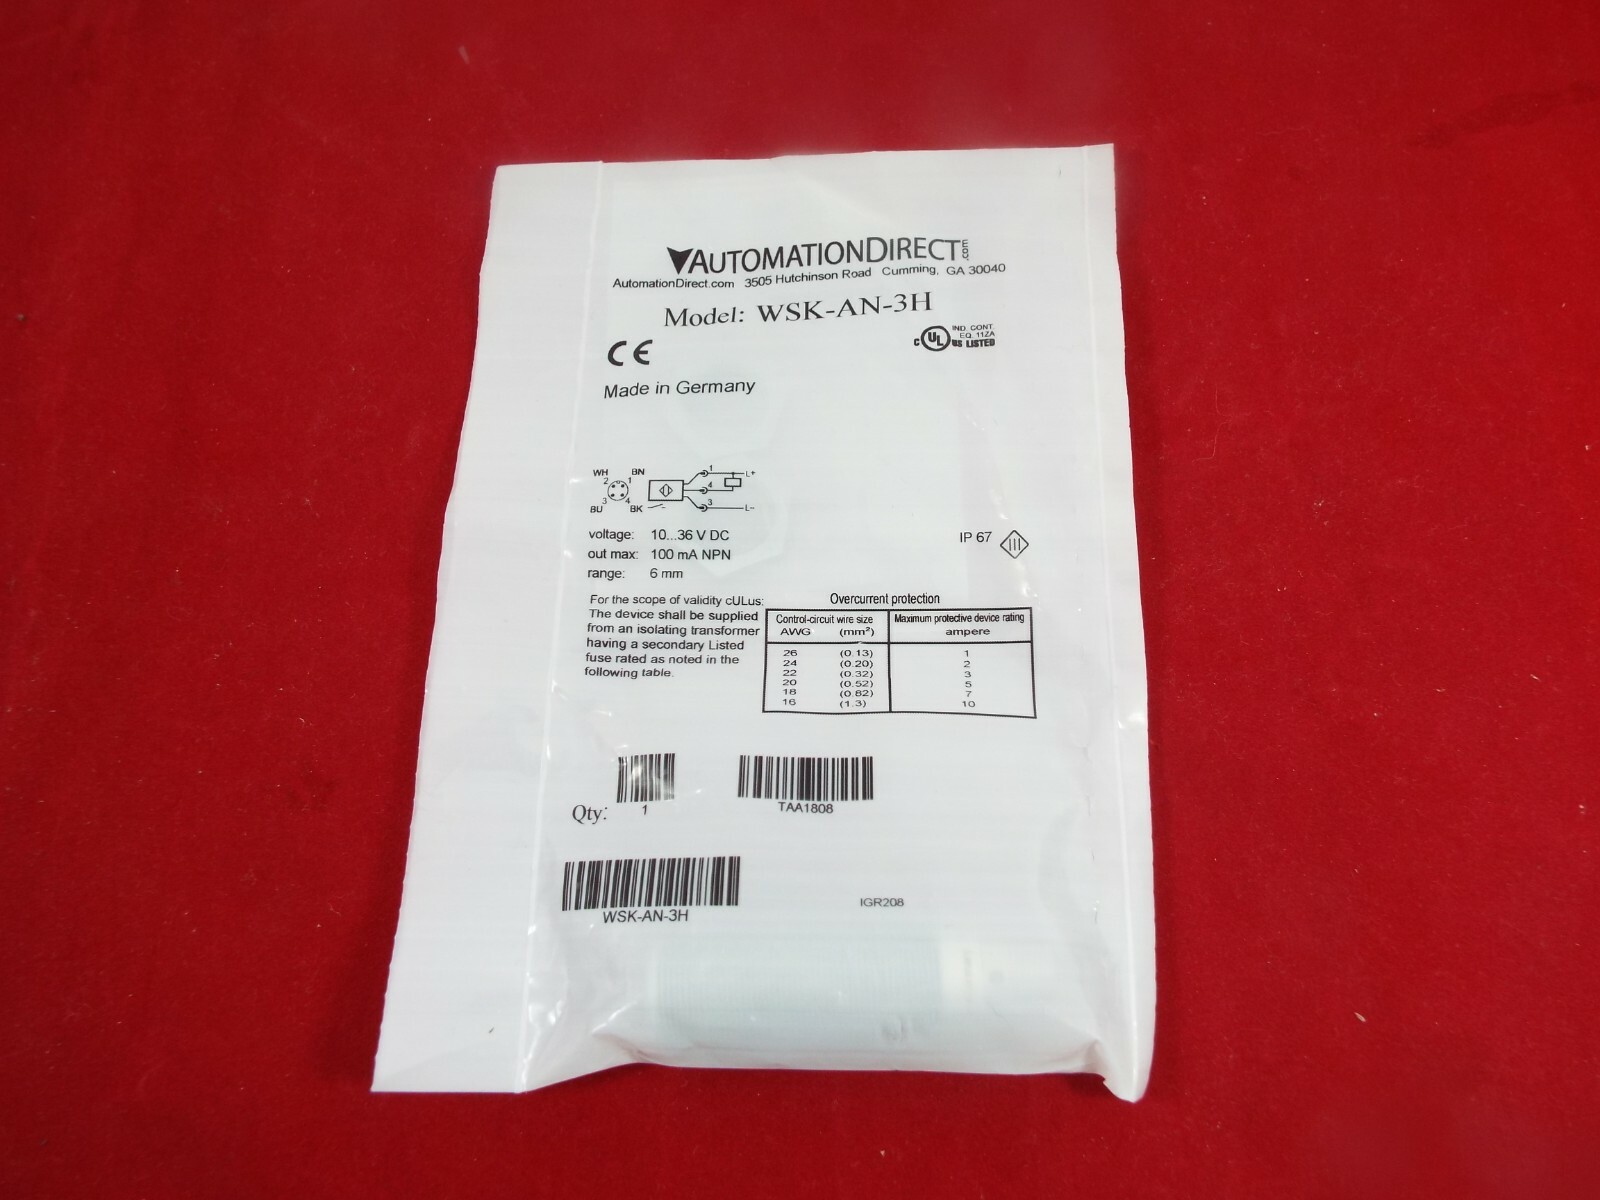 AUTOMATIONDIRECT.com
AutomationDirect.com 3505 Hutchinson Road Cumming, GA 30040
Model: WSK-AN-3H
CE
c UL us LISTED IND. CONT. EQ. 11ZA
Made in Germany
WH BN
2 1
3 4
BU BK
1 L+
4
3 L-
voltage: 10...36 V DC
out max: 100 mA NPN
range: 6 mm
IP 67
For the scope of validity cULus:
The device shall be supplied
from an isolating transformer
having a secondary Listed
fuse rated as noted in the
following table.
Overcurrent protection
Control-circuit wire size Maximum protective device rating
AWG (mm²) ampere
26 (0.13) 1
24 (0.20) 2
22 (0.32) 3
20 (0.52) 5
18 (0.82) 7
16 (1.3) 10
Qty: 1
TAA1808
WSK-AN-3H
IGR208